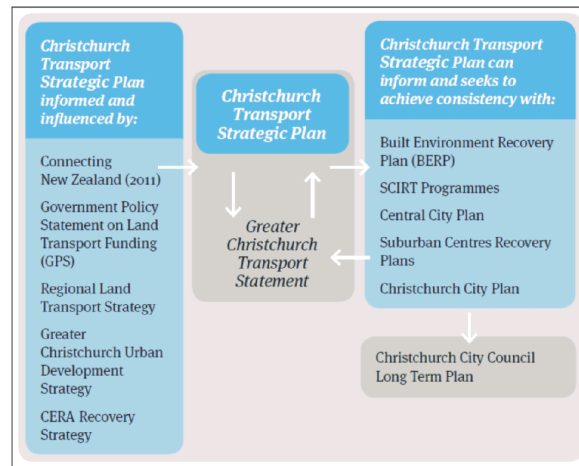 Christchurch
Transport
Strategic Plan
informed and
influenced by:
Connecting
New Zealand (2011)
Government Policy
Statement on Land
Transport Funding
(GPS)
Regional Land
Transport Strategy
Greater
Christchurch Urban
Development
Strategy
CERA Recovery
Strategy
Christchurch
Transport
Strategic Plan
Greater
Christchurch
Transport
Statement
Christchurch Transport
Strategic Plan can
inform and seeks to
achieve consistency with:
Built Environment Recovery
Plan (BERP)
SCIRT Programmes
Central City Plan
Suburban Centres Recovery
Plans
Christchurch City Plan
Christchurch City Council
Long Term Plan